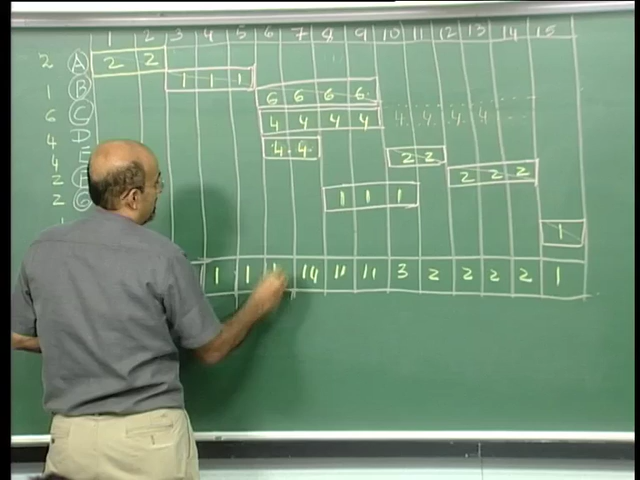 1 2 3 4 5 6 7 8 9 10 11 12 13 14 15
2 A 2 2
1 B 1 1 1
6 C 6 6 6 6
4 D 4 4 4 4 4 4 4 4
4 E 4 4
2 F 2 2 2 2 2
2 G 1 1 1
1
1 1 14 11 11 3 2 2 2 2 1